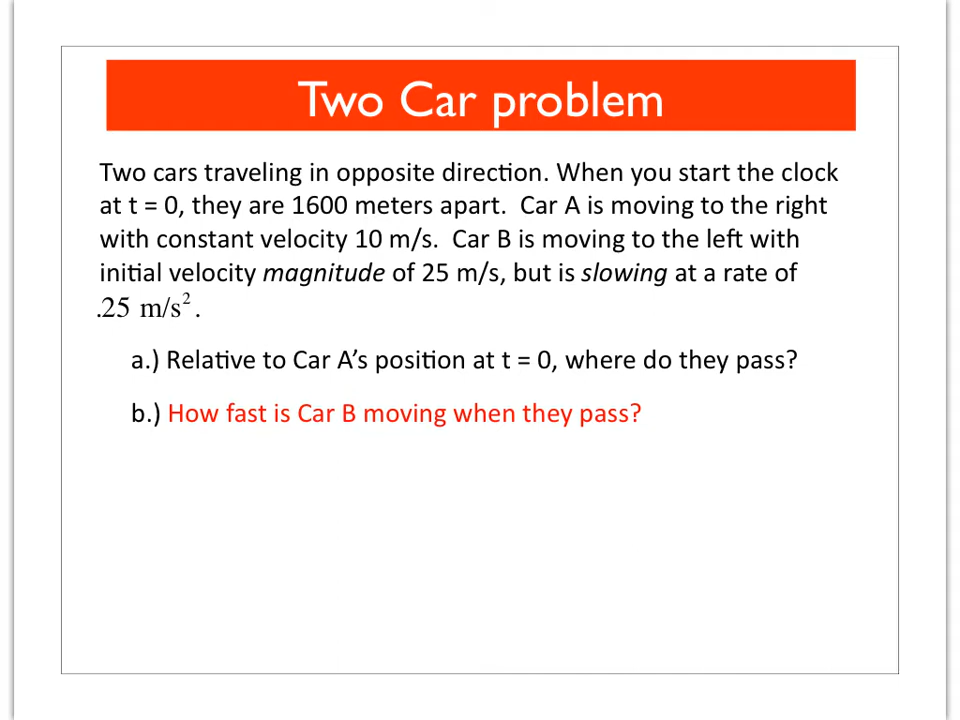 Two Car problem
Two cars traveling in opposite direction. When you start the clock
at t = 0, they are 1600 meters apart. Car A is moving to the right
with constant velocity 10 m/s. Car B is moving to the left with
initial velocity magnitude of 25 m/s, but is slowing at a rate of
.25 m/s².
a.) Relative to Car A’s position at t = 0, where do they pass?
b.) How fast is Car B moving when they pass?